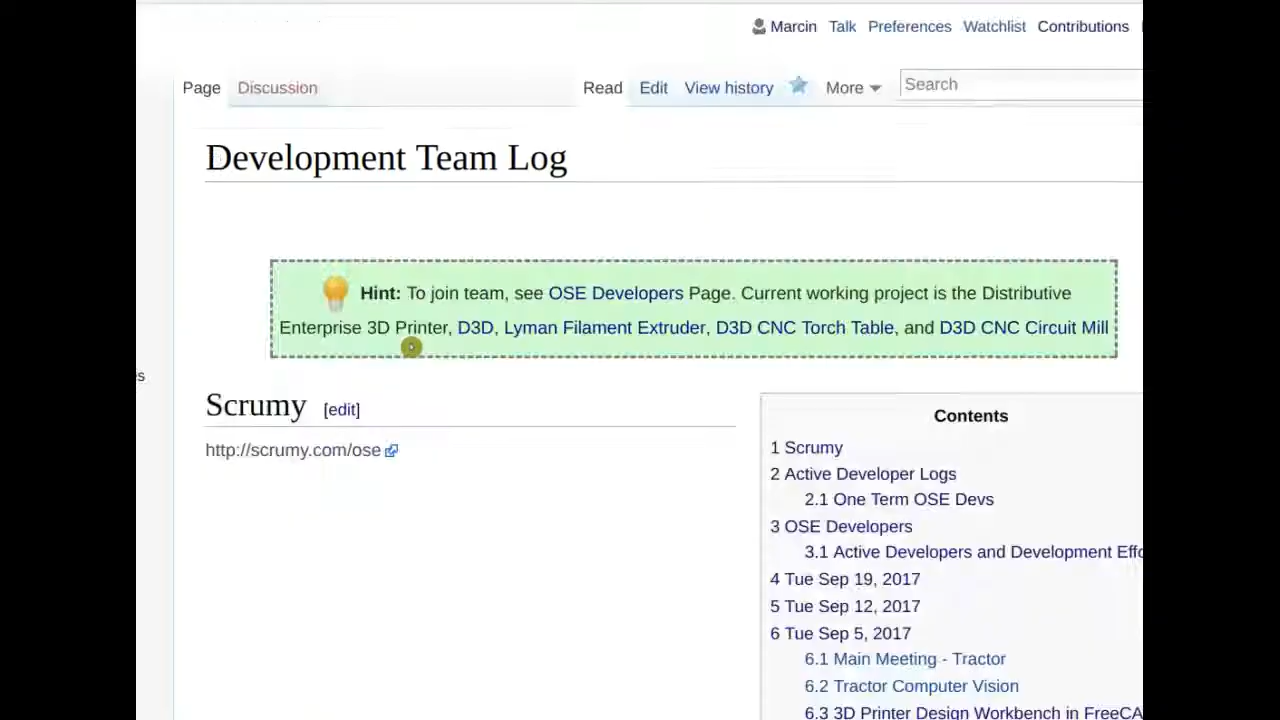 Marcin Talk Preferences Watchlist Contributions
Page Discussion Read Edit View history More Search
Development Team Log
Hint: To join team, see OSE Developers Page. Current working project is the Distributive
Enterprise 3D Printer, D3D, Lyman Filament Extruder, D3D CNC Torch Table, and D3D CNC Circuit Mill
s
Scrumy [edit]
http://scrumy.com/ose
Contents
1 Scrumy
2 Active Developer Logs
2.1 One Term OSE Devs
3 OSE Developers
3.1 Active Developers and Development Effo
4 Tue Sep 19, 2017
5 Tue Sep 12, 2017
6 Tue Sep 5, 2017
6.1 Main Meeting - Tractor
6.2 Tractor Computer Vision
6.3 3D Printer Design Workbench in FreeCA